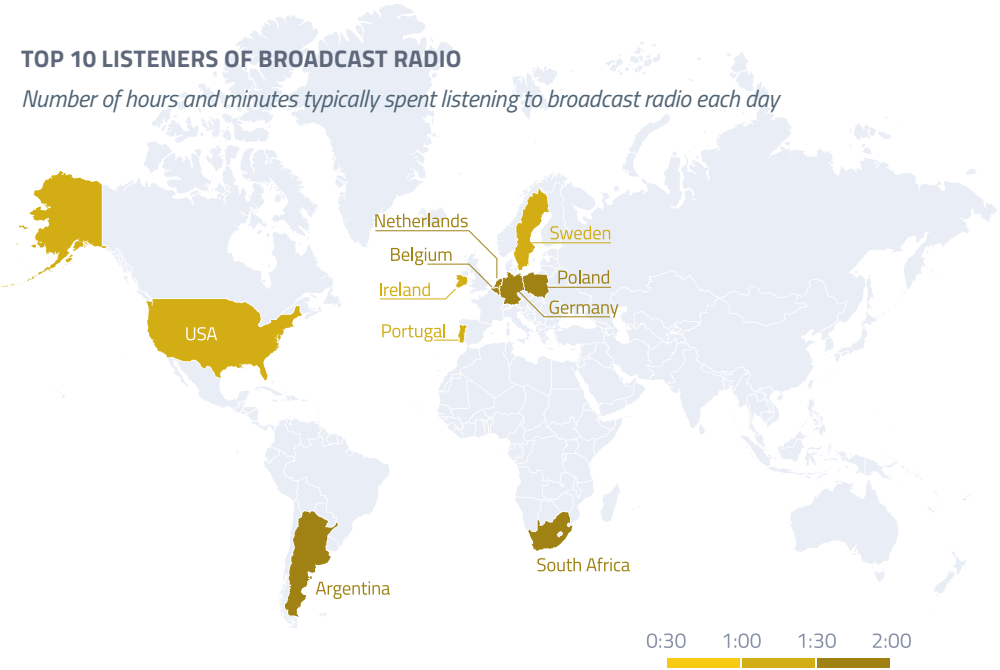 TOP 10 LISTENERS OF BROADCAST RADIO
Number of hours and minutes typically spent listening to broadcast radio each day
Netherlands
Sweden
Belgium
Poland
Ireland
Germany
USA
Portugal
South Africa
Argentina
0:30 1:00 1:30 2:00